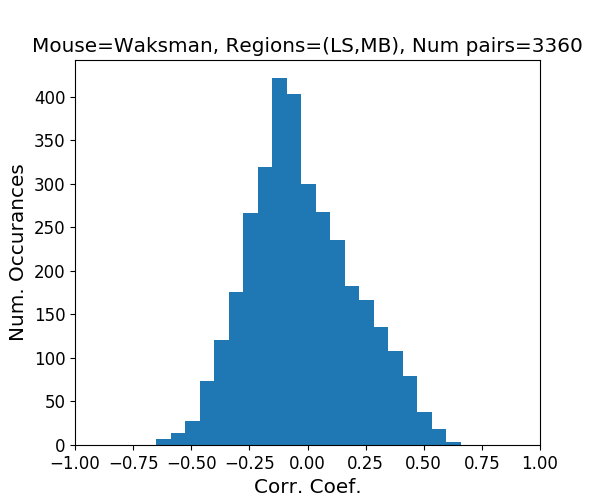 Mouse=Waksman, Regions=(LS,MB), Num pairs=3360
Num. Occurances
400
350
300
250
200
150
100
50
0
−1.00 −0.75 −0.50 −0.25 0.00 0.25 0.50 0.75 1.00
Corr. Coef.